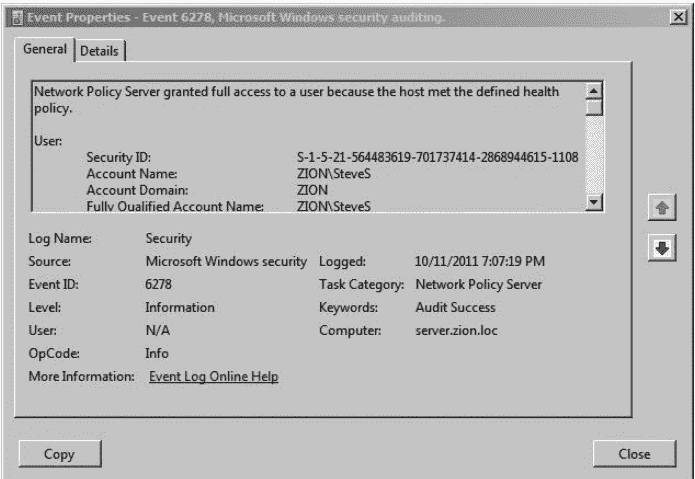 Event Properties - Event 6278, Microsoft Windows security auditing.
General Details
Network Policy Server granted full access to a user because the host met the defined health
policy.
User:
Security ID: S-1-5-21-564483619-701737414-2868944615-1108
Account Name: ZION\SteveS
Account Domain: ZION
Fully Qualified Account Name: ZION\SteveS
Log Name: Security
Source: Microsoft Windows security Logged: 10/11/2011 7:07:19 PM
Event ID: 6278 Task Category: Network Policy Server
Level: Information Keywords: Audit Success
User: N/A Computer: server.zion.loc
OpCode: Info
More Information: Event Log Online Help
Copy Close